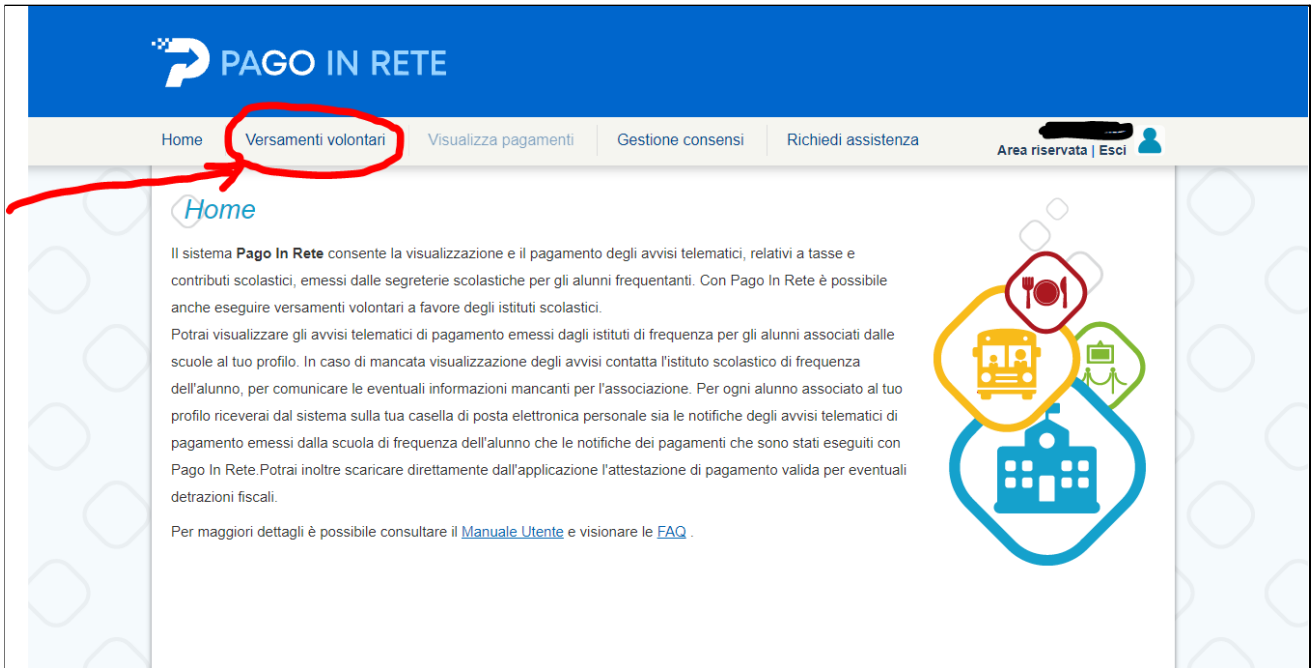 PAGO IN RETE
Home
Versamenti volontari
Visualizza pagamenti
Gestione consensi
Richiedi assistenza
Area riservata | Esci
Home
Il sistema Pago In Rete consente la visualizzazione e il pagamento degli avvisi telematici, relativi a tasse e
contributi scolastici, emessi dalle segreterie scolastiche per gli alunni frequentanti. Con Pago In Rete è possibile
anche eseguire versamenti volontari a favore degli istituti scolastici.
Potrai visualizzare gli avvisi telematici di pagamento emessi dagli istituti di frequenza per gli alunni associati dalle
scuole al tuo profilo. In caso di mancata visualizzazione degli avvisi contatta l'istituto scolastico di frequenza
dell'alunno, per comunicare le eventuali informazioni mancanti per l'associazione. Per ogni alunno associato al tuo
profilo riceverai dal sistema sulla tua casella di posta elettronica personale sia le notifiche degli avvisi telematici di
pagamento emessi dalla scuola di frequenza dell'alunno che le notifiche dei pagamenti che sono stati eseguiti con
Pago In Rete.Potrai inoltre scaricare direttamente dall'applicazione l'attestazione di pagamento valida per eventuali
detrazioni fiscali.
Per maggiori dettagli è possibile consultare il Manuale Utente e visionare le FAQ .